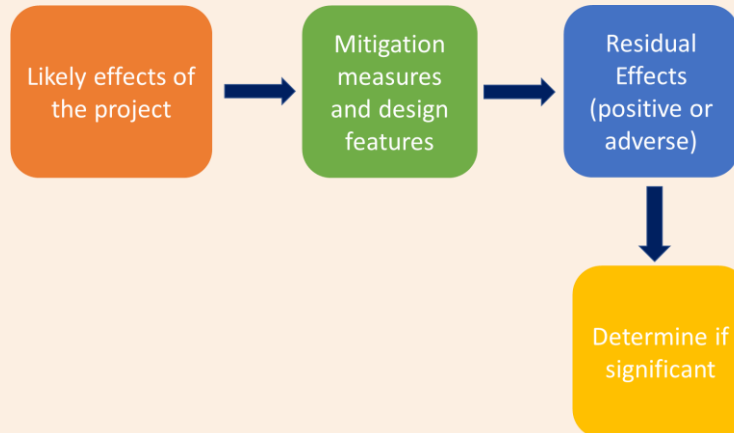 Likely effects of
the project
Mitigation
measures
and design
features
Residual
Effects
(positive or
adverse)
Determine if
significant